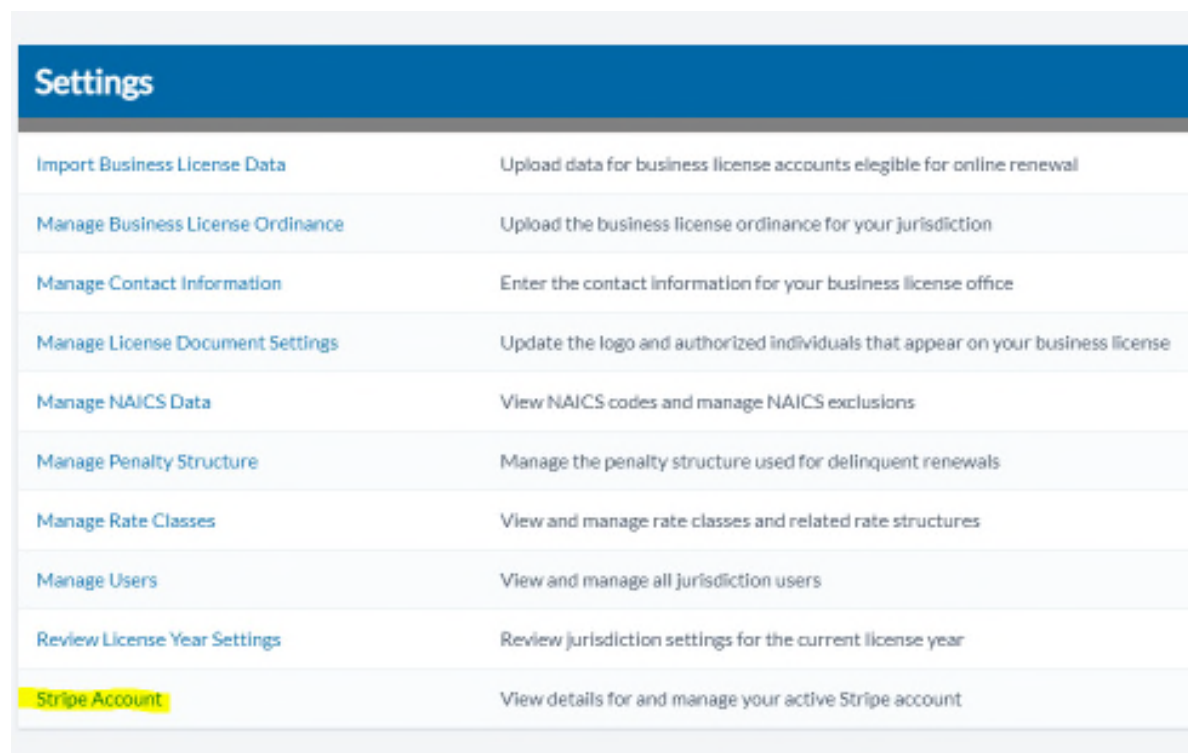 Settings
Import Business License Data Upload data for business license accounts elegible for online renewal
Manage Business License Ordinance Upload the business license ordinance for your jurisdiction
Manage Contact Information Enter the contact information for your business license office
Manage License Document Settings Update the logo and authorized individuals that appear on your business license
Manage NAICS Data View NAICS codes and manage NAICS exclusions
Manage Penalty Structure Manage the penalty structure used for delinquent renewals
Manage Rate Classes View and manage rate classes and related rate structures
Manage Users View and manage all jurisdiction users
Review License Year Settings Review jurisdiction settings for the current license year
Stripe Account View details for and manage your active Stripe account